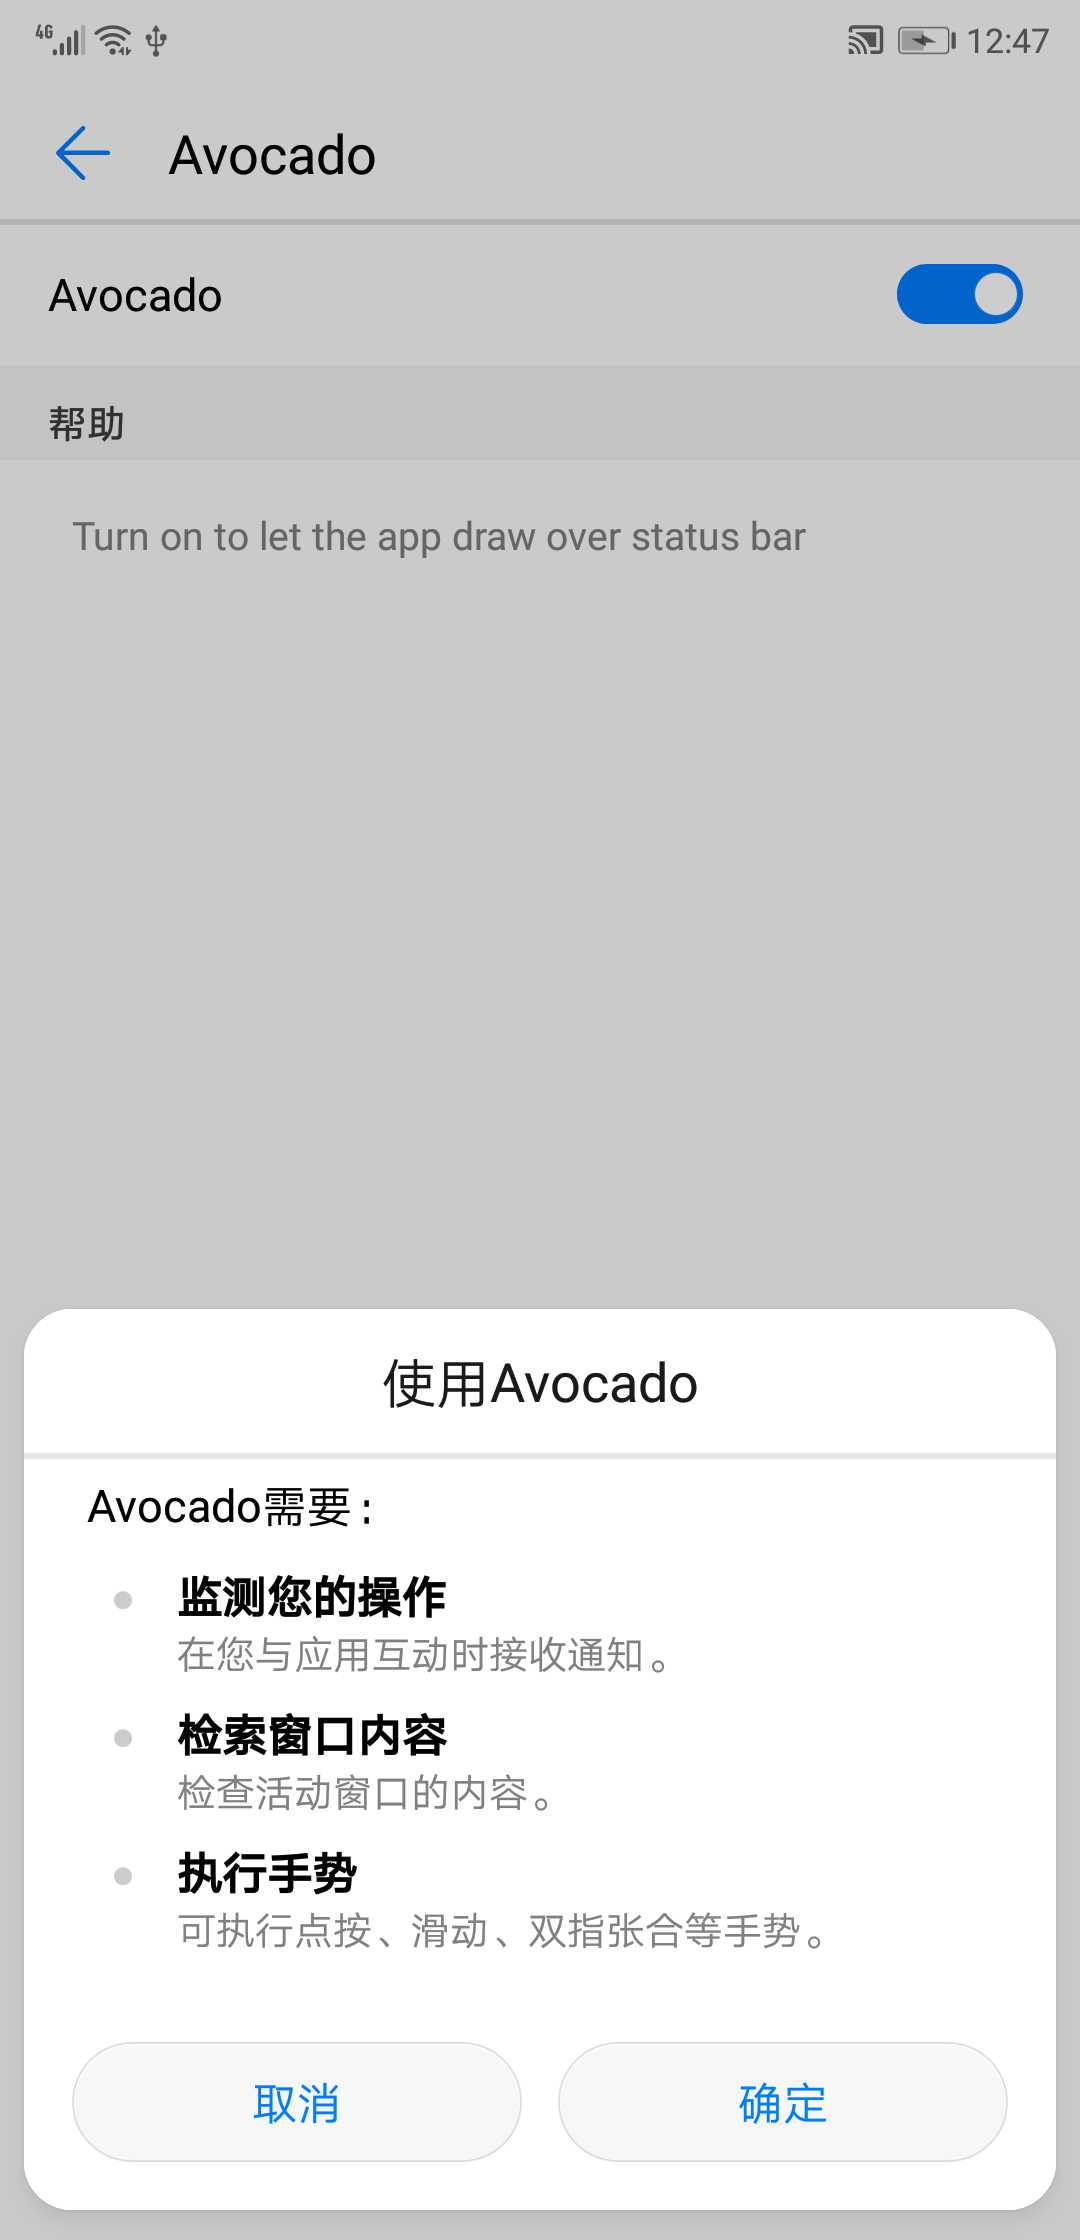 4G 12:47
Avocado
Avocado
帮助
Turn on to let the app draw over status bar
使用Avocado
Avocado需要：
监测您的操作
在您与应用互动时接收通知。
检索窗口内容
检查活动窗口的内容。
执行手势
可执行点按、滑动、双指张合等手势。
取消 确定